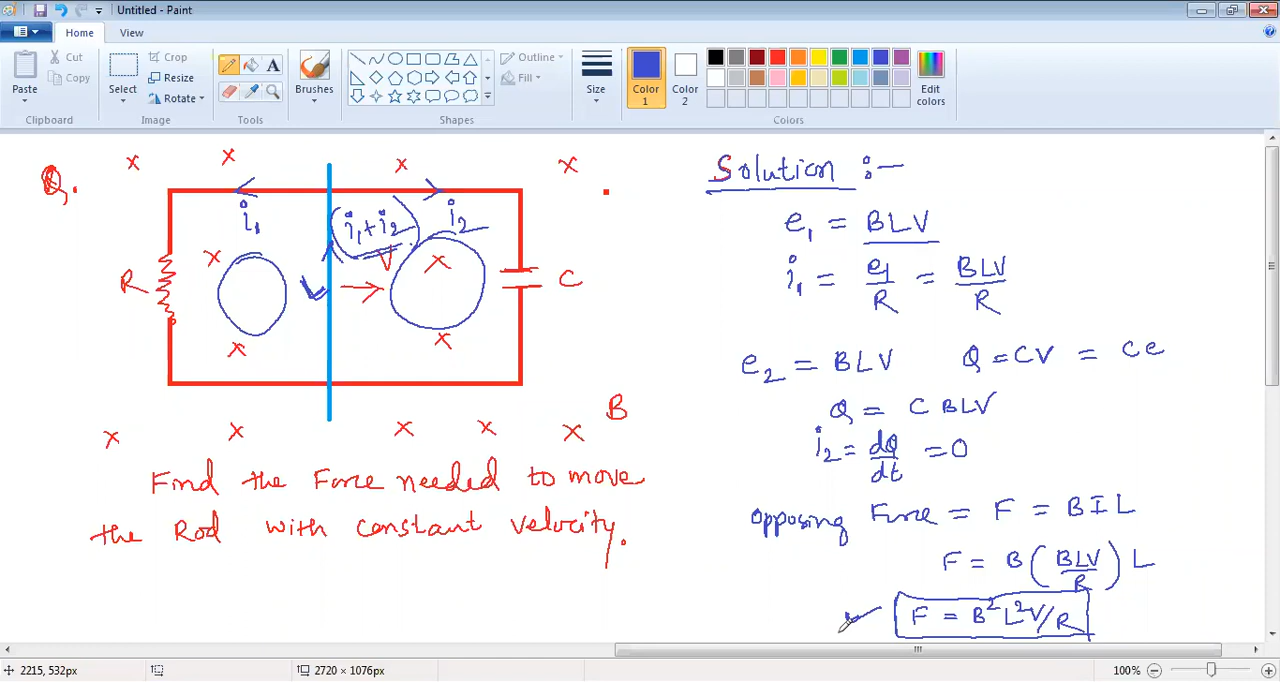 Untitled - Paint
Home View
Paste
Cut
Copy
Clipboard
Select
Crop
Resize
Rotate
Image
A
Tools
Brushes
Shapes
Outline
Fill
Size
Color 1
Color 2
Edit colors
Colors
Q.
x x x x
i₁
(i₁+i₂)
i₂
x V x
R C
x x
B
x x x x x
Find the Force needed to move
the Rod with constant velocity.
Solution :-
e₁ = BLV
i₁ = e₁/R = BLV/R
e₂ = BLV Q = CV = Ce
Q = C BLV
i₂ = dQ/dt = 0
opposing Force = F = BIL
F = B (BLV/R) L
F = B²L²V/R
2215, 532px
2720 × 1076px
100%